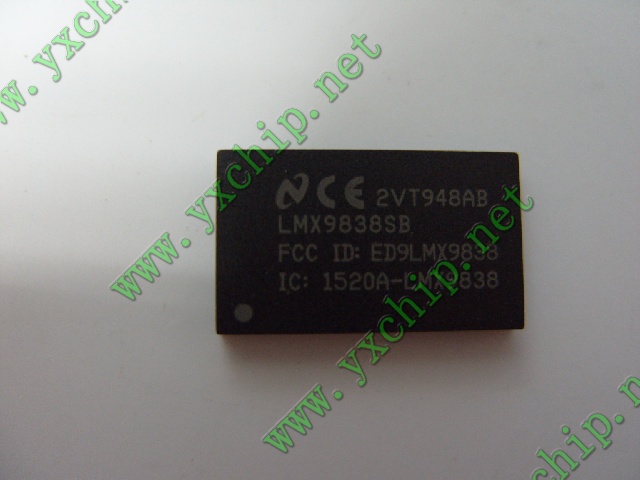 www.yxchip.net
www.yxchip.net
CE 2VT948AB
LMX9838SB
FCC ID: ED9LMX9838
IC: 1520A-LMX9838
www.yxchip.net
www.yxchip.net